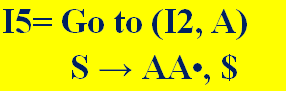 I5= Go to (I2, A)
S → AA•, $